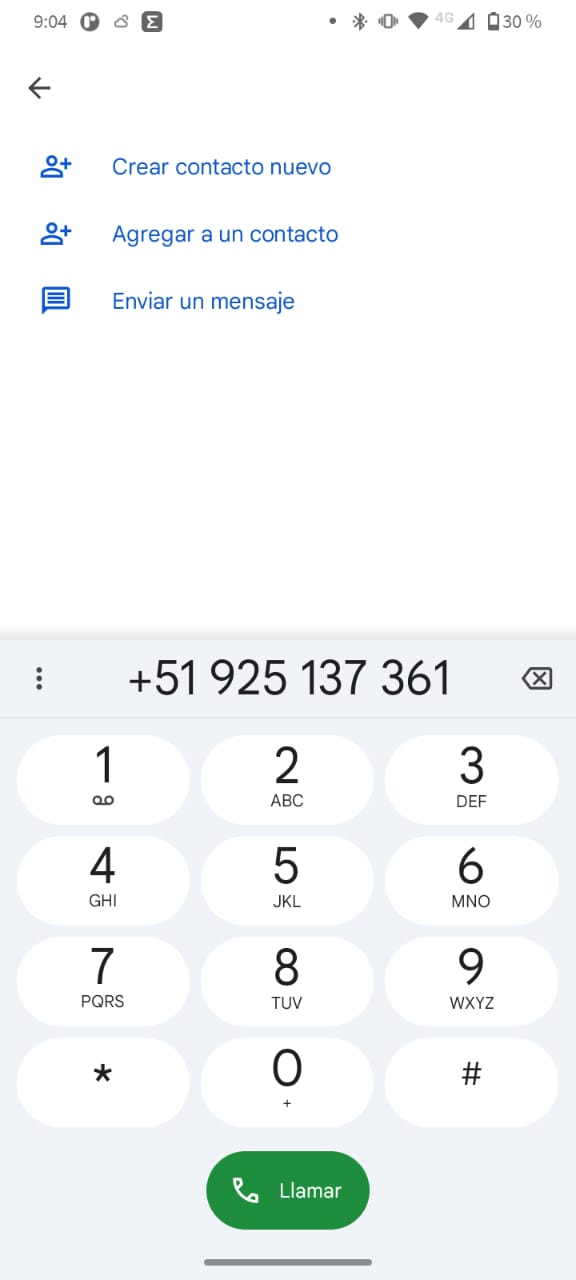 9:04 4G 30 %
Crear contacto nuevo
Agregar a un contacto
Enviar un mensaje
+51 925 137 361
1 2 3
ABC DEF
4 5 6
GHI JKL MNO
7 8 9
PQRS TUV WXYZ
* 0 #
+
Llamar